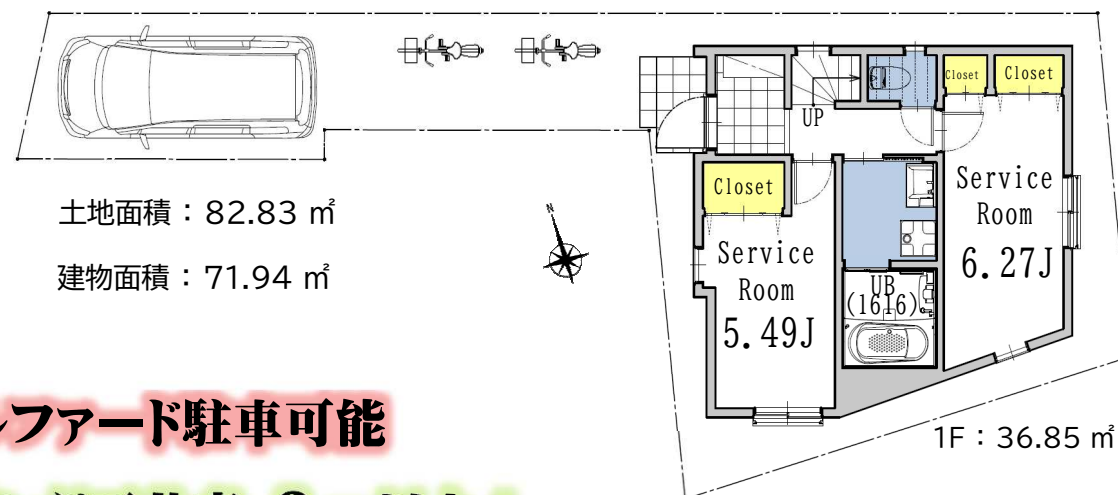 Closet
Closet
UP
Closet
Service
Room
6.27J
土地面積：82.83 ㎡
N
建物面積：71.94 ㎡
Service
Room
5.49J
UB
(1616)
ルファード駐車可能
1F：36.85 ㎡